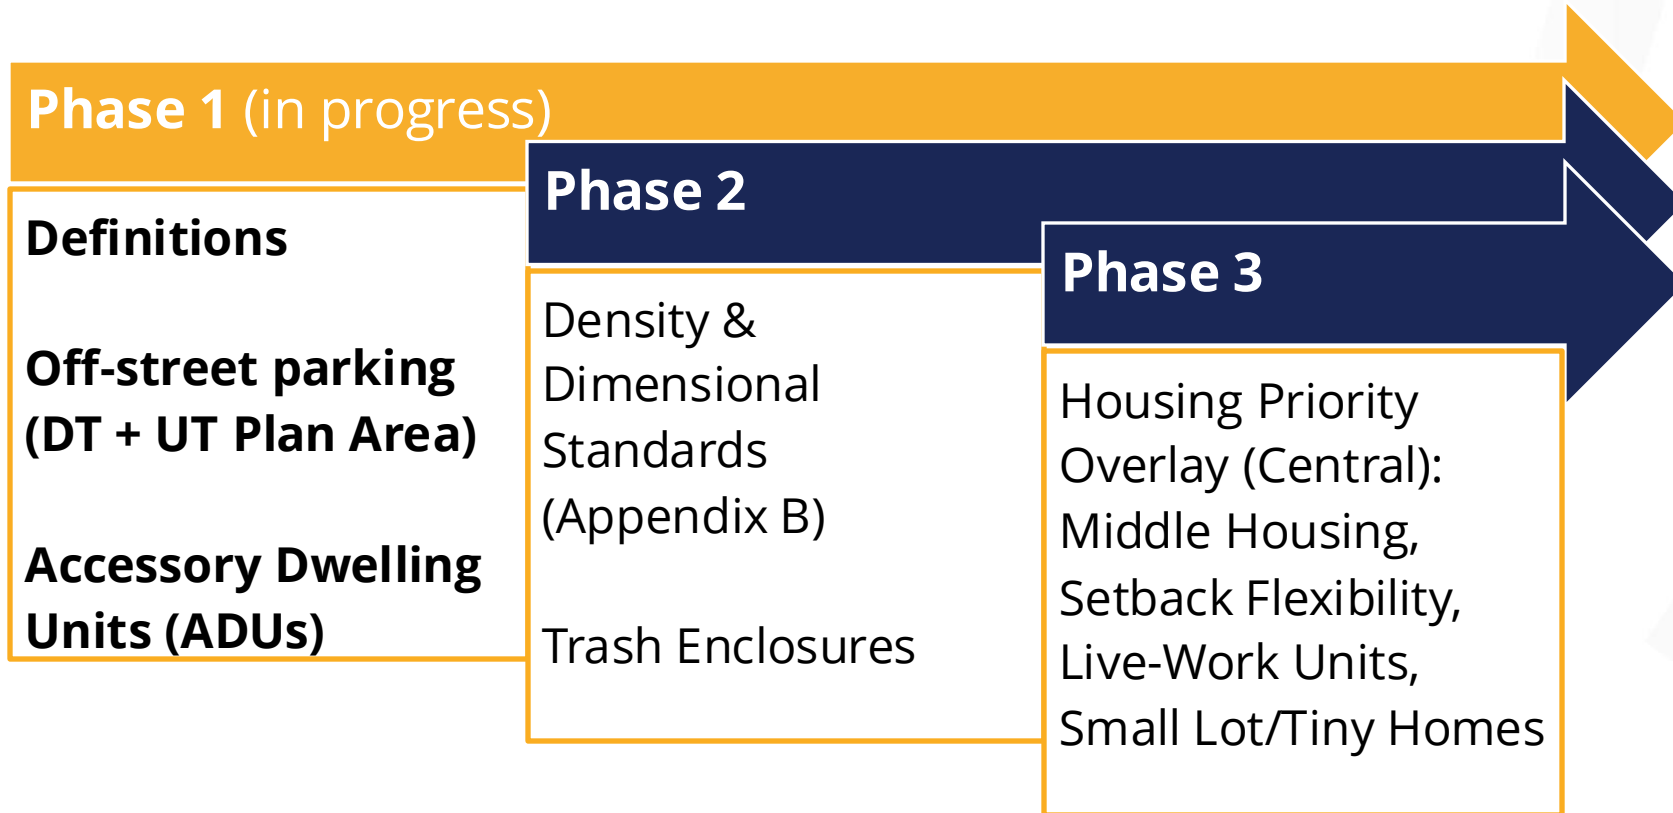 Phase 1 (in progress)
Definitions
Off-street parking
(DT + UT Plan Area)
Accessory Dwelling
Units (ADUs)
Phase 2
Density &
Dimensional
Standards
(Appendix B)
Trash Enclosures
Phase 3
Housing Priority
Overlay (Central):
Middle Housing,
Setback Flexibility,
Live-Work Units,
Small Lot/Tiny Homes